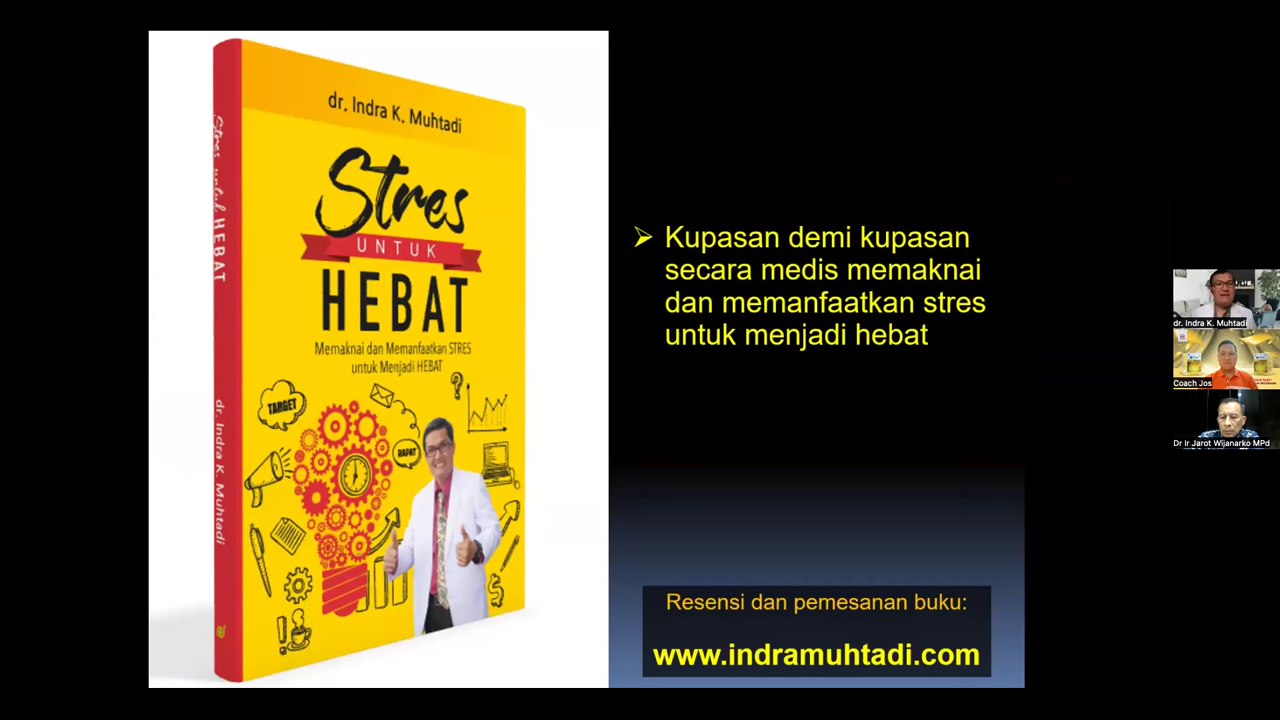 dr. Indra K. Muhtadi
Stres
UNTUK
HEBAT
Memaknai dan Memanfaatkan STRES
untuk Menjadi HEBAT
TARGET
RAPAT
Stres untuk HEBAT
dr. Indra K. Muhtadi
➢ Kupasan demi kupasan
secara medis memaknai
dan memanfaatkan stres
untuk menjadi hebat
Resensi dan pemesanan buku:
www.indramuhtadi.com
dr. Indra K. Muhtadi
Coach Jos
Dr Ir Jarot Wijanarko MPd